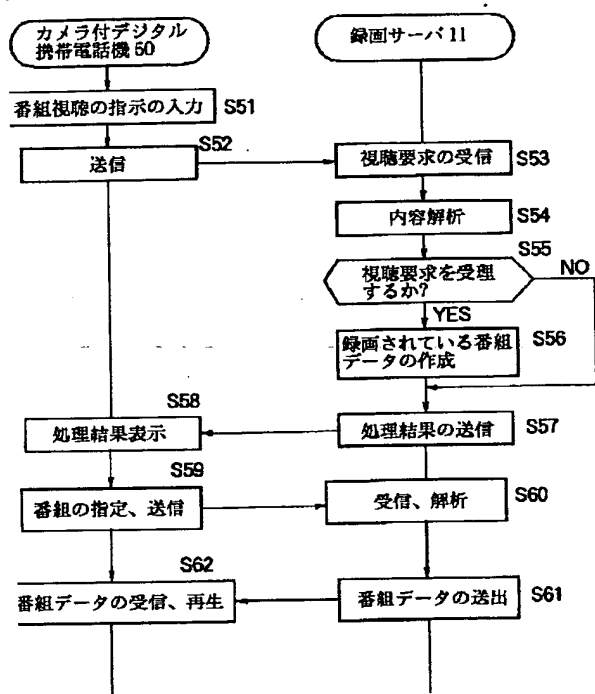 カメラ付デジタル
携帯電話機 50
録画サーバ 11
番組視聴の指示の入力
S51
送信
S52
視聴要求の受信
S53
内容解析
S54
S55
視聴要求を受理
するか?
NO
YES
録画されている番組
データの作成
S56
S58
処理結果表示
処理結果の送信
S57
S59
番組の指定、送信
受信、解析
S60
S62
番組データの受信、再生
番組データの送出
S61